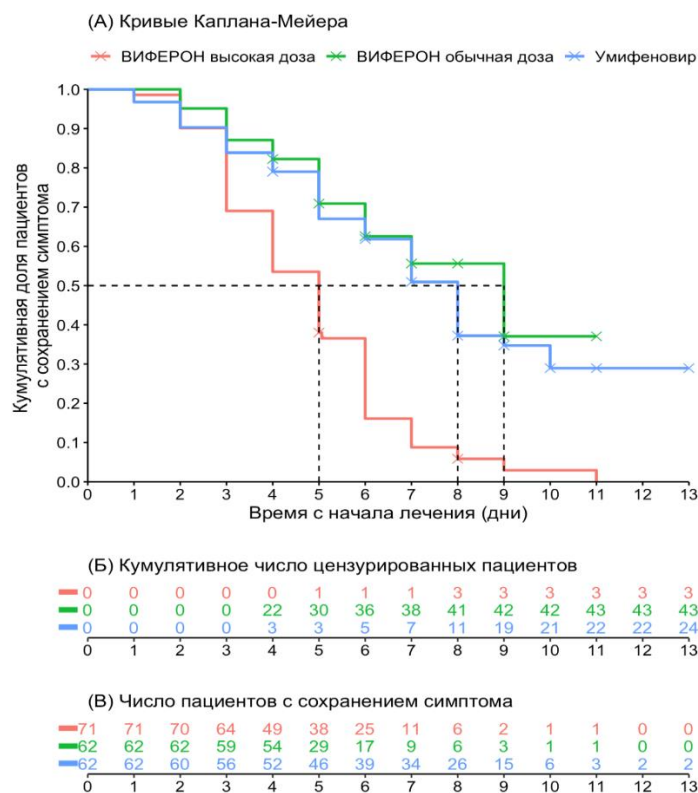 (А) Кривые Каплана-Мейера
ВИФЕРОН высокая доза ВИФЕРОН обычная доза Умифеновир
Кумулятивная доля пациентов
с сохранением симптома
1.0
0.9
0.8
0.7
0.6
0.5
0.4
0.3
0.2
0.1
0.0
0 1 2 3 4 5 6 7 8 9 10 11 12 13
Время с начала лечения (дни)
(Б) Кумулятивное число цензурированных пациентов
0 0 0 0 0 1 1 1 3 3 3 3 3 3
0 0 0 0 22 30 36 38 41 42 42 43 43 43
0 0 0 0 3 3 5 7 11 19 21 22 22 24
0 1 2 3 4 5 6 7 8 9 10 11 12 13
(В) Число пациентов с сохранением симптома
71 71 70 64 49 38 25 11 6 2 1 1 0 0
62 62 62 59 54 29 17 9 6 3 1 1 0 0
62 62 60 56 52 46 39 34 26 15 6 3 2 2
0 1 2 3 4 5 6 7 8 9 10 11 12 13